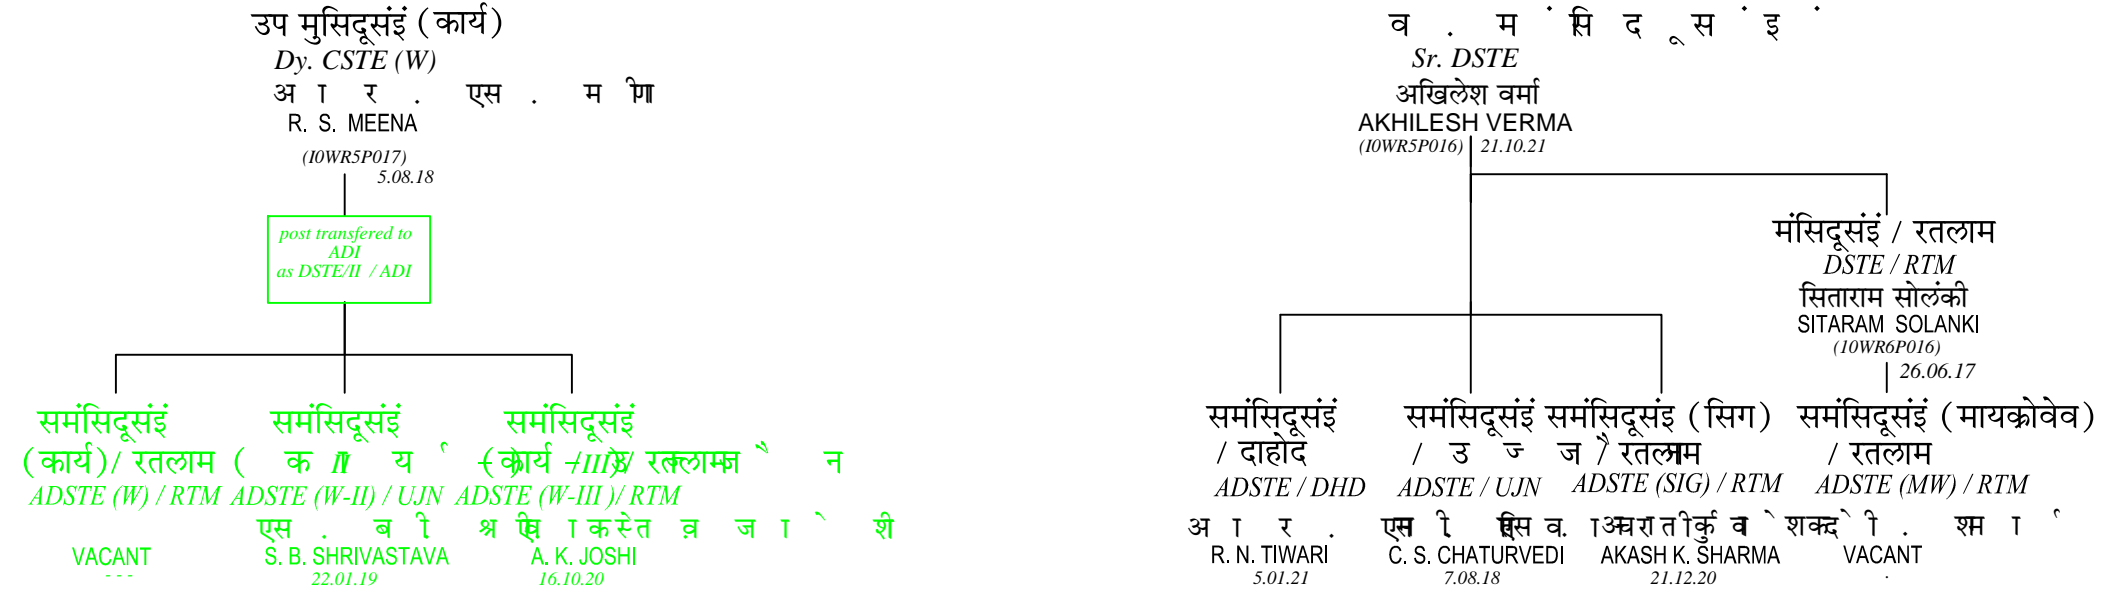 उप मुसिदूसंइं (कार्य)
Dy. CSTE (W)
आर. एस. मीणा
R. S. MEENA
(I0WR5P017)
5.08.18
post transfered to
ADI
as DSTE/II / ADI
समंसिदूसंइं
(कार्य)/ रतलाम
ADSTE (W) / RTM
VACANT
- - -
समंसिदूसंइं
ADSTE (W-II) / UJN
S. B. SHRIVASTAVA
22.01.19
समंसिदूसंइं
ADSTE (W-III )/ RTM
A. K. JOSHI
16.10.20
व . मंसिदूसंइं
Sr. DSTE
अखिलेश वर्मा
AKHILESH VERMA
(I0WR5P016) 21.10.21
मंसिदूसंइं / रतलाम
DSTE / RTM
सिताराम सोलंकी
SITARAM SOLANKI
(10WR6P016)
26.06.17
समंसिदूसंइं
/ दाहोद
ADSTE / DHD
R. N. TIWARI
5.01.21
समंसिदूसंइं
ADSTE / UJN
C. S. CHATURVEDI
7.08.18
समंसिदूसंइ (सिग)
/ रतलाम
ADSTE (SIG) / RTM
AKASH K. SHARMA
21.12.20
समंसिदूसंइं (मायक्रोवेव)
/ रतलाम
ADSTE (MW) / RTM
VACANT